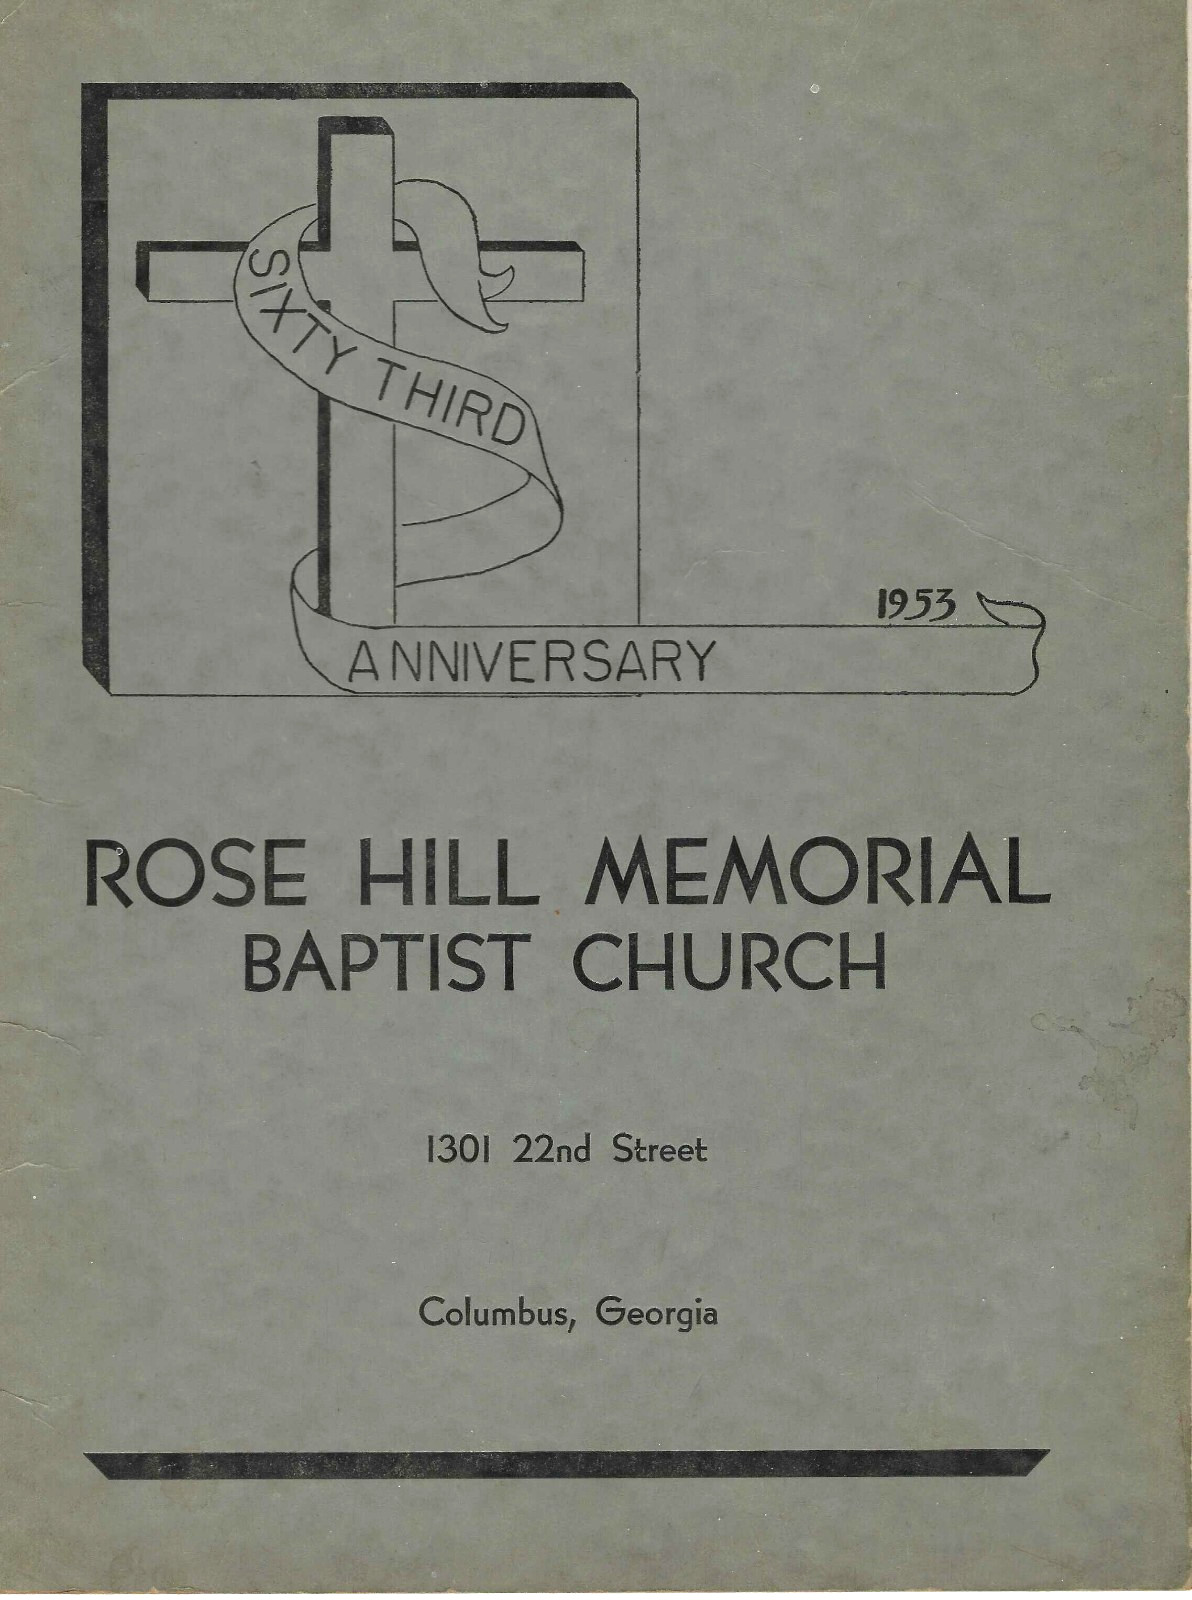 SIXTY THIRD
1953
ANNIVERSARY
ROSE HILL MEMORIAL
BAPTIST CHURCH
1301 22nd Street
Columbus, Georgia